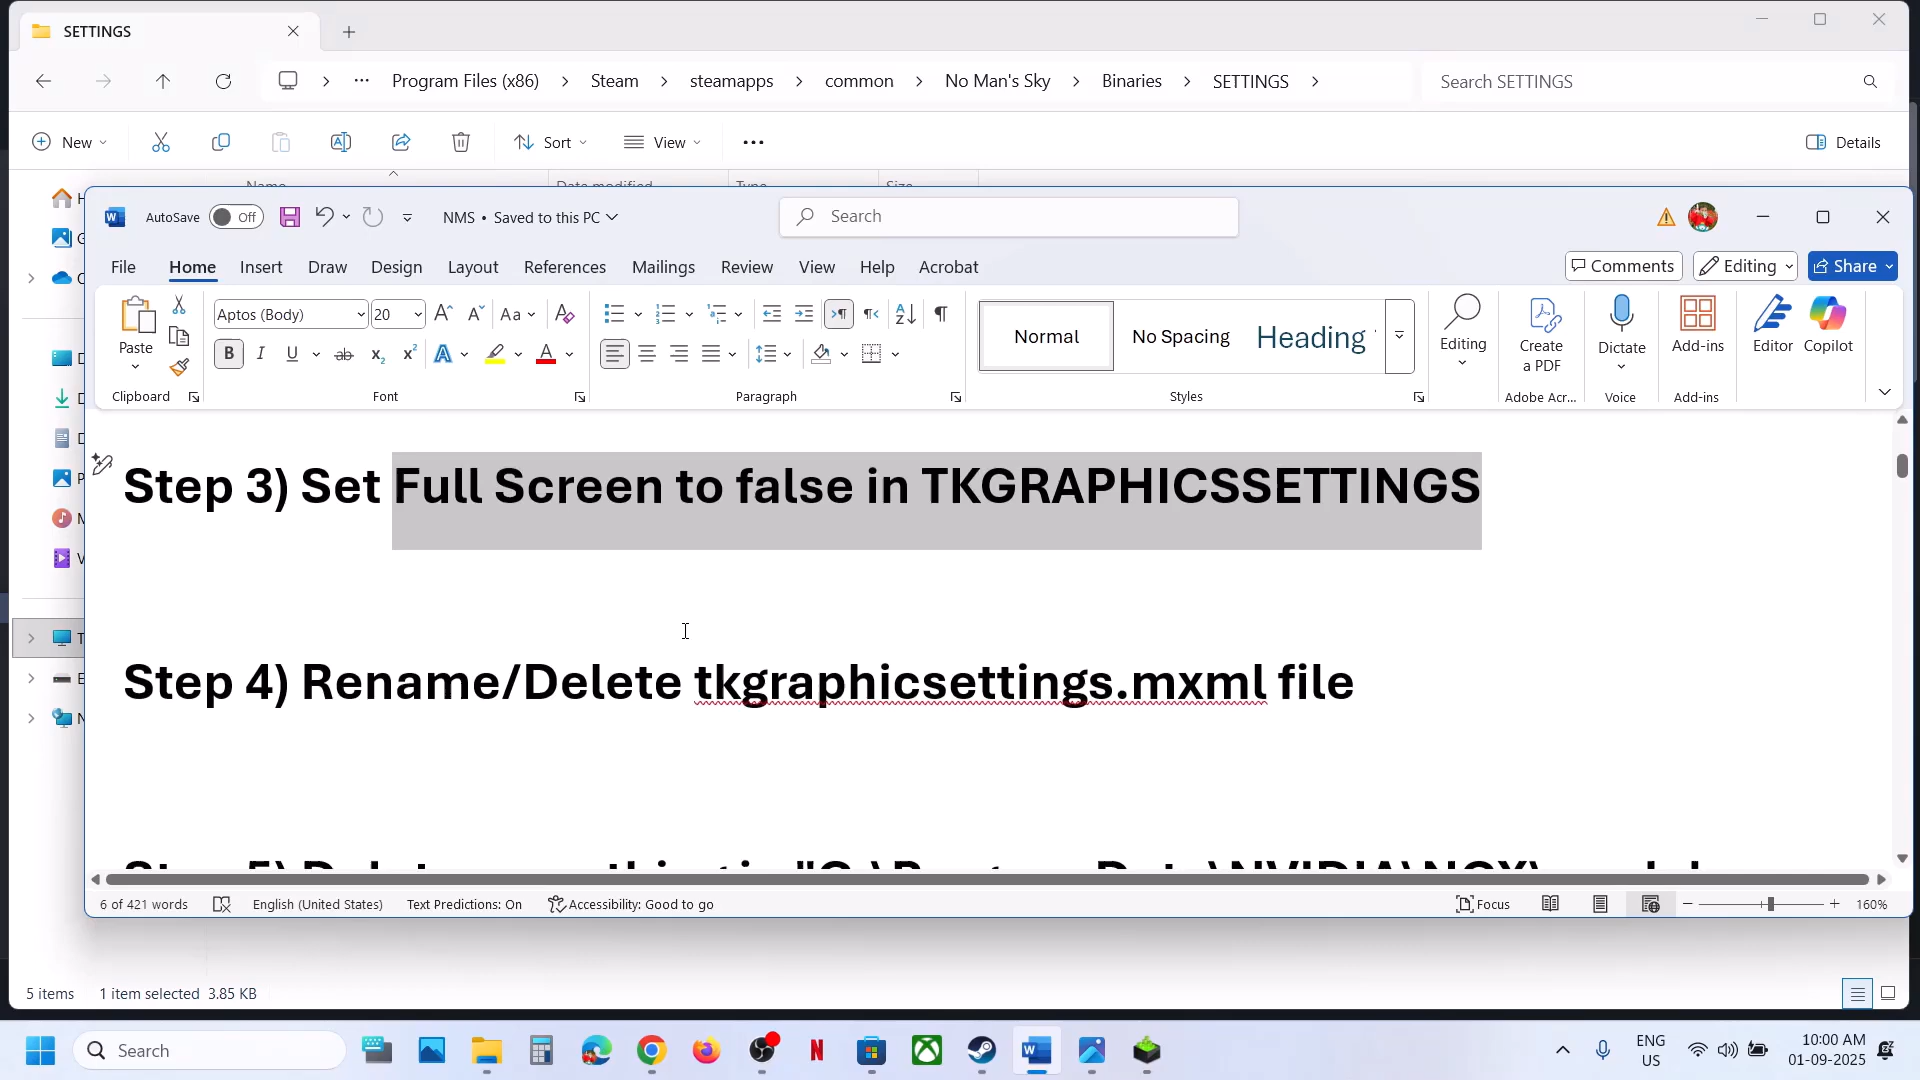 SETTINGS
Program Files (x86)
Steam
steamapps
common
No Man's Sky
Binaries
SETTINGS
Search SETTINGS
New
Sort
View
Details
Name
Date modified
Type
Size
AutoSave
Off
NMS • Saved to this PC
Search
File
Home
Insert
Draw
Design
Layout
References
Mailings
Review
View
Help
Acrobat
Comments
Editing
Share
Paste
Clipboard
Aptos (Body)
20
Font
Paragraph
Normal
No Spacing
Heading
Styles
Editing
Create
a PDF
Adobe Acr...
Dictate
Voice
Add-ins
Add-ins
Editor
Copilot
Step 3) Set Full Screen to false in TKGRAPHICSSETTINGS
Step 4) Rename/Delete tkgraphicsettings.mxml file
6 of 421 words
English (United States)
Text Predictions: On
Accessibility: Good to go
Focus
160%
5 items
1 item selected 3.85 KB
Search
ENG
US
10:00 AM
01-09-2025